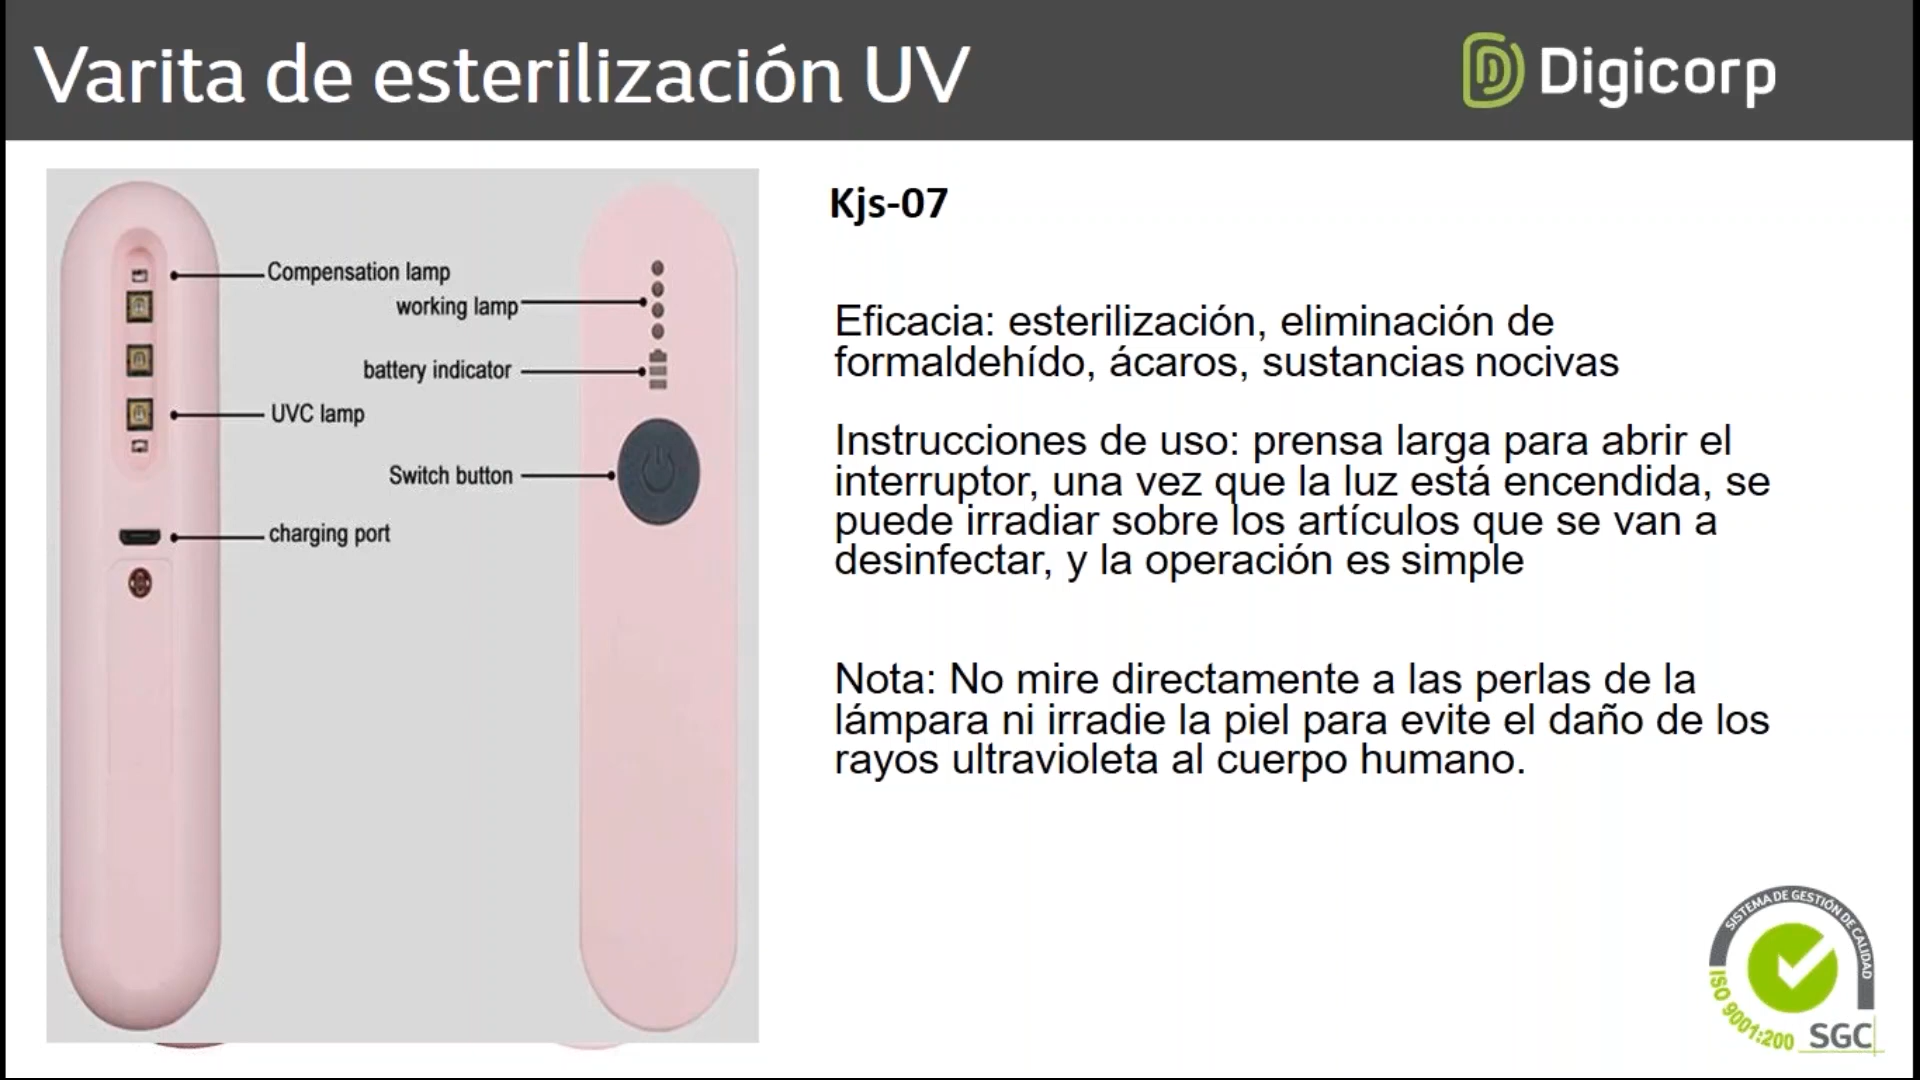 Varita de esterilización UV
Digicorp
Kjs-07
Compensation lamp
working lamp
battery indicator
UVC lamp
Switch button
charging port
Eficacia: esterilización, eliminación de
formaldehído, ácaros, sustancias nocivas
Instrucciones de uso: prensa larga para abrir el
interruptor, una vez que la luz está encendida, se
puede irradiar sobre los artículos que se van a
desinfectar, y la operación es simple
Nota: No mire directamente a las perlas de la
lámpara ni irradie la piel para evite el daño de los
rayos ultravioleta al cuerpo humano.
SISTEMA DE GESTIÓN DE CALIDAD
ISO 9001:200
SGC